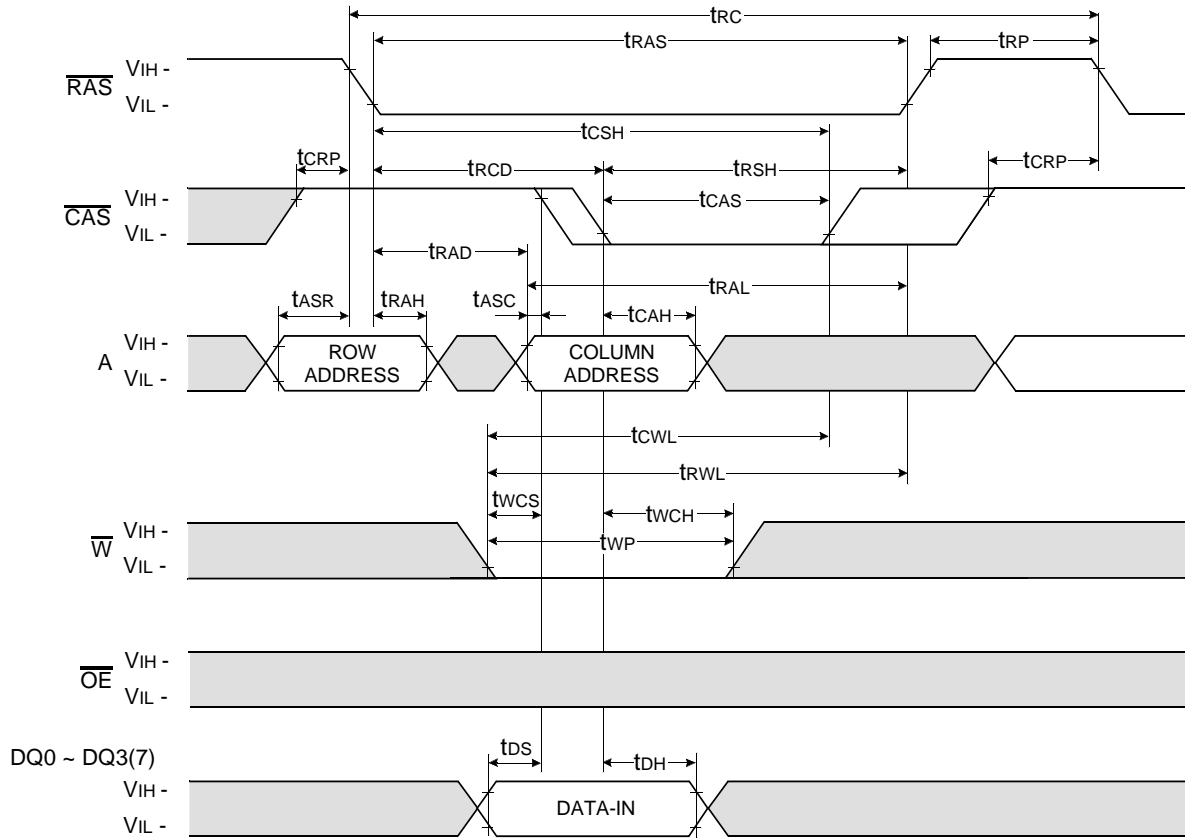 tRC
tRAS
tRP
RAS
VIH -
VIL -
tCSH
tCRP
tRCD
tRSH
tCRP
CAS
VIH -
VIL -
tCAS
tRAD
tRAL
tASR
tRAH
tASC
tCAH
A
VIH -
VIL -
ROW
ADDRESS
COLUMN
ADDRESS
tCWL
tRWL
tWCS
tWCH
tWP
W
VIH -
VIL -
OE
VIH -
VIL -
DQ0 ~ DQ3(7)
tDS
tDH
VIH -
VIL -
DATA-IN